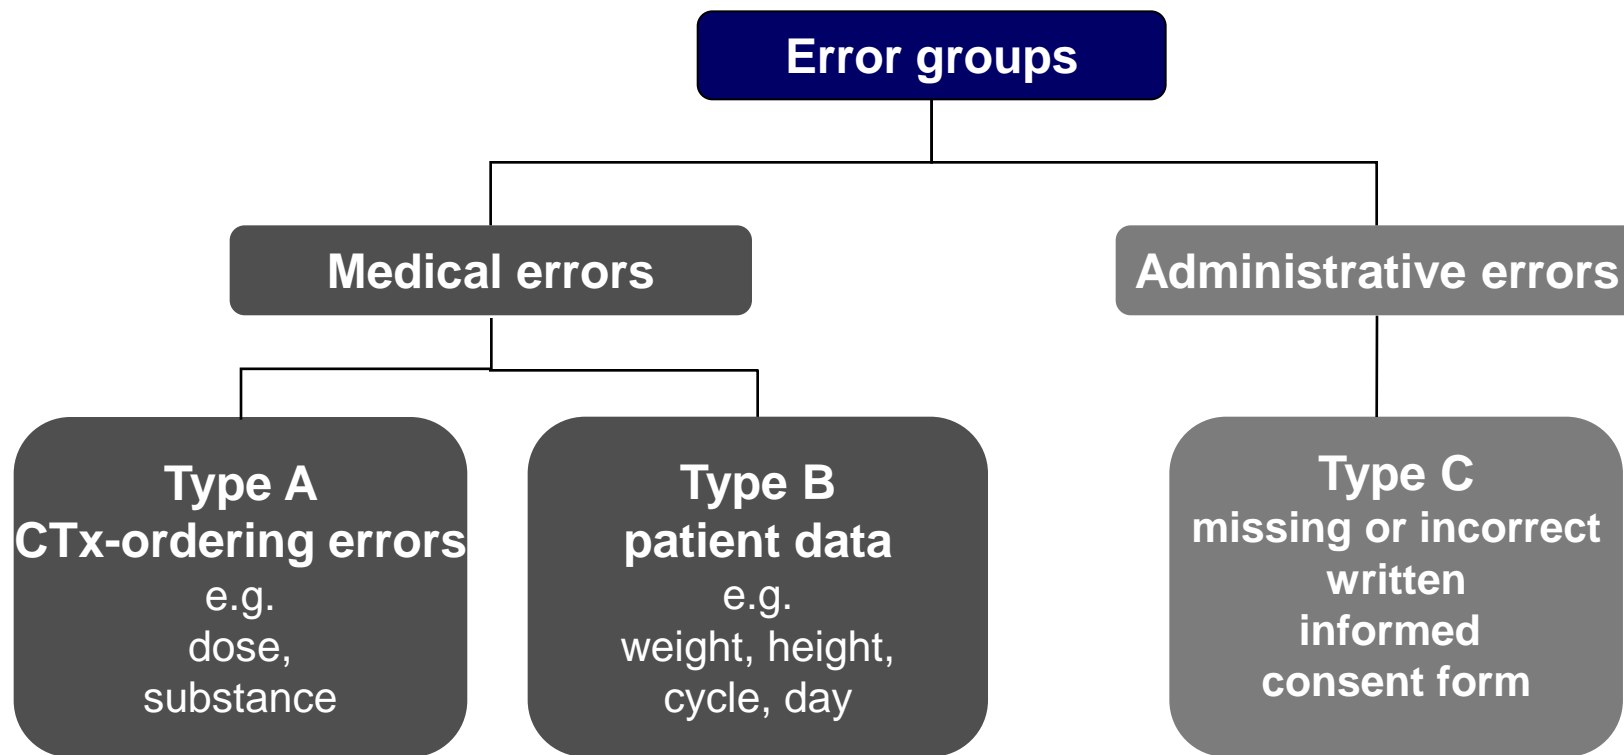 Error groups
Medical errors
Administrative errors
Type A
CTx-ordering errors
e.g.
dose,
substance
Type B
patient data
e.g.
weight, height,
cycle, day
Type C
missing or incorrect
written
informed
consent form